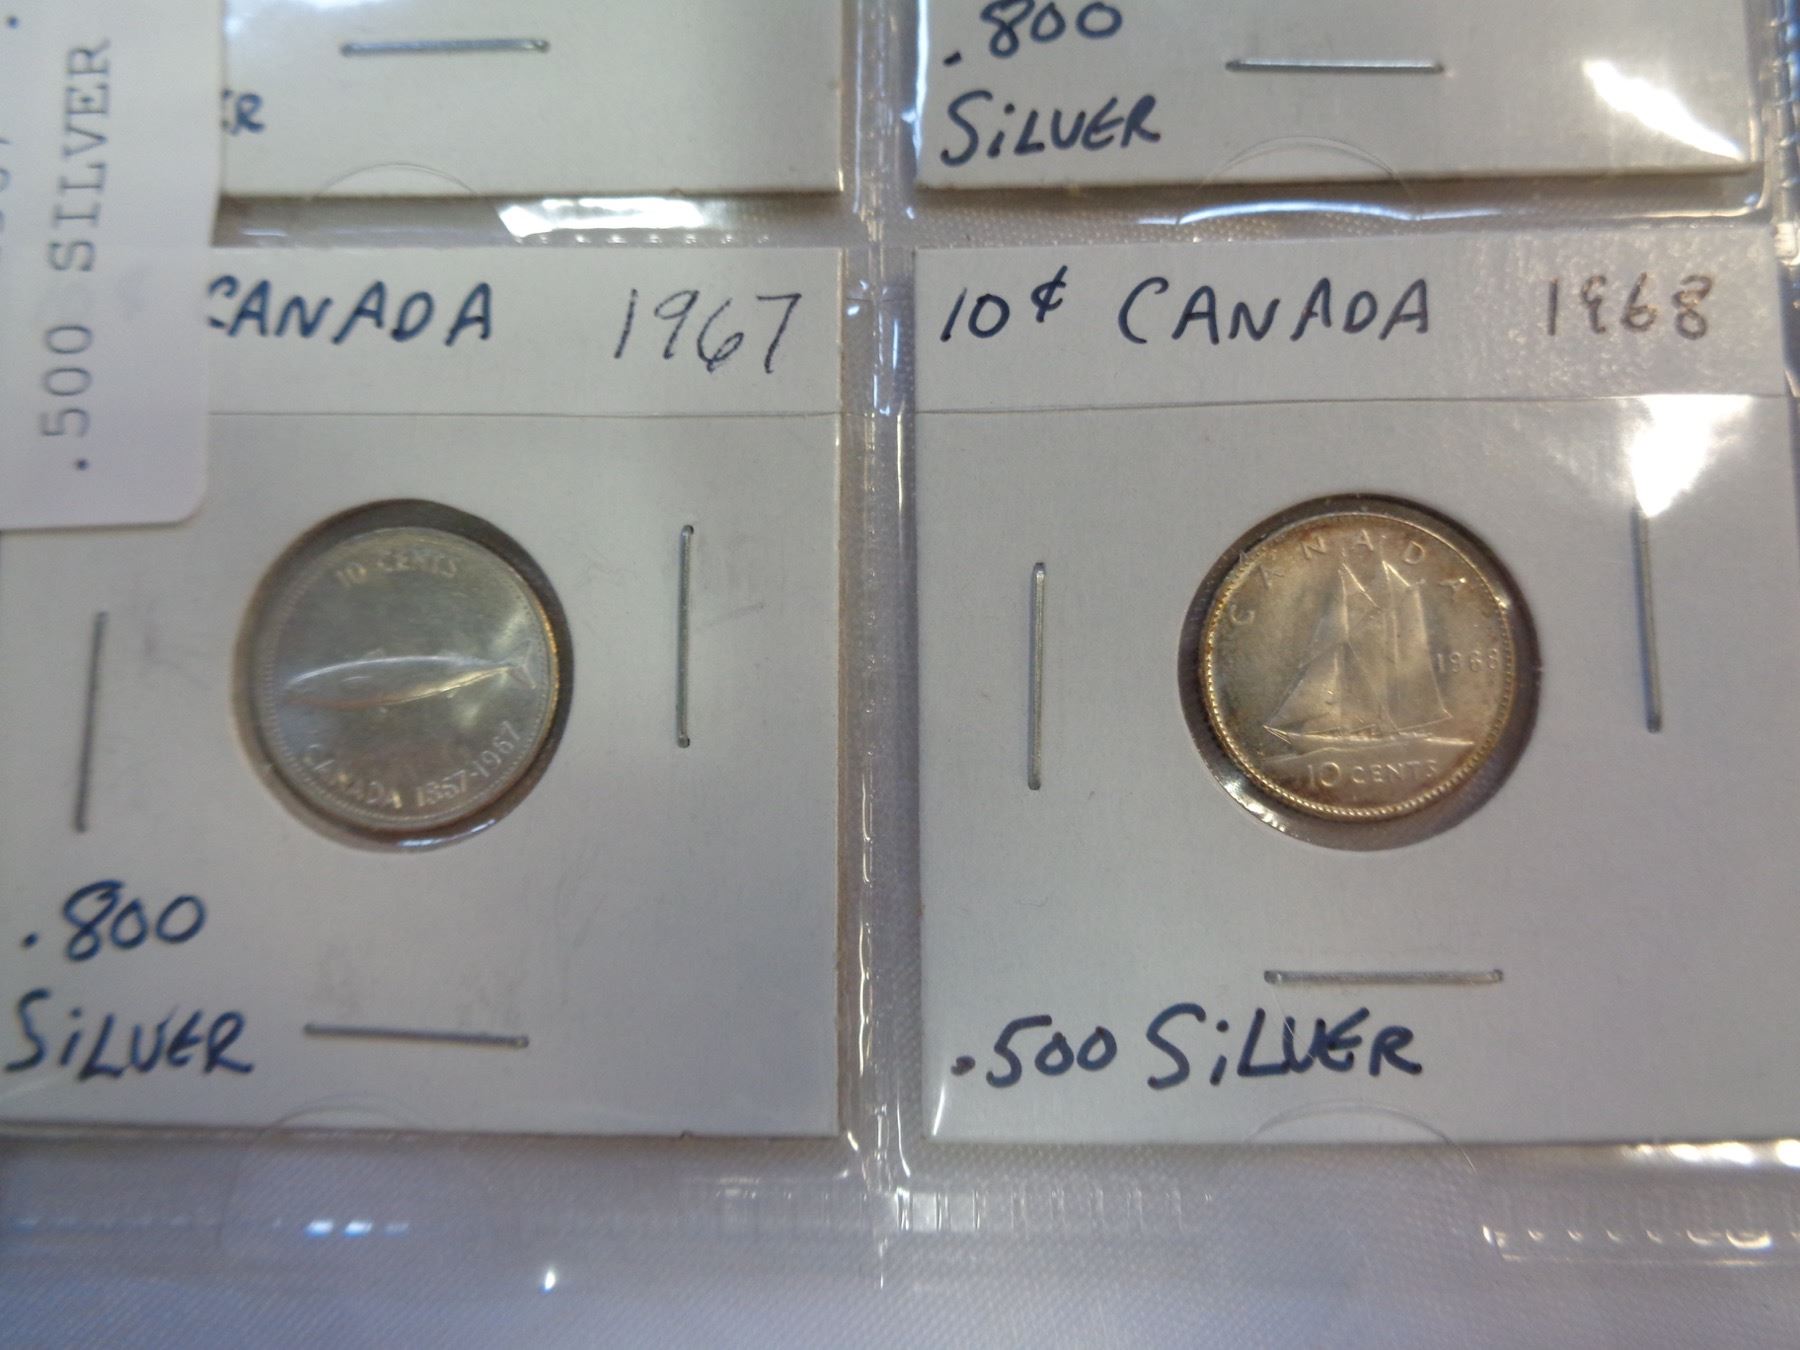 .500 SILVER
.800
SiLVER
CANADA 1967
10 CENTS
CANADA 1867-1967
.800
SiLVER
10¢ CANADA 1968
CANADA
1968
10 CENTS
.500 SiLVER